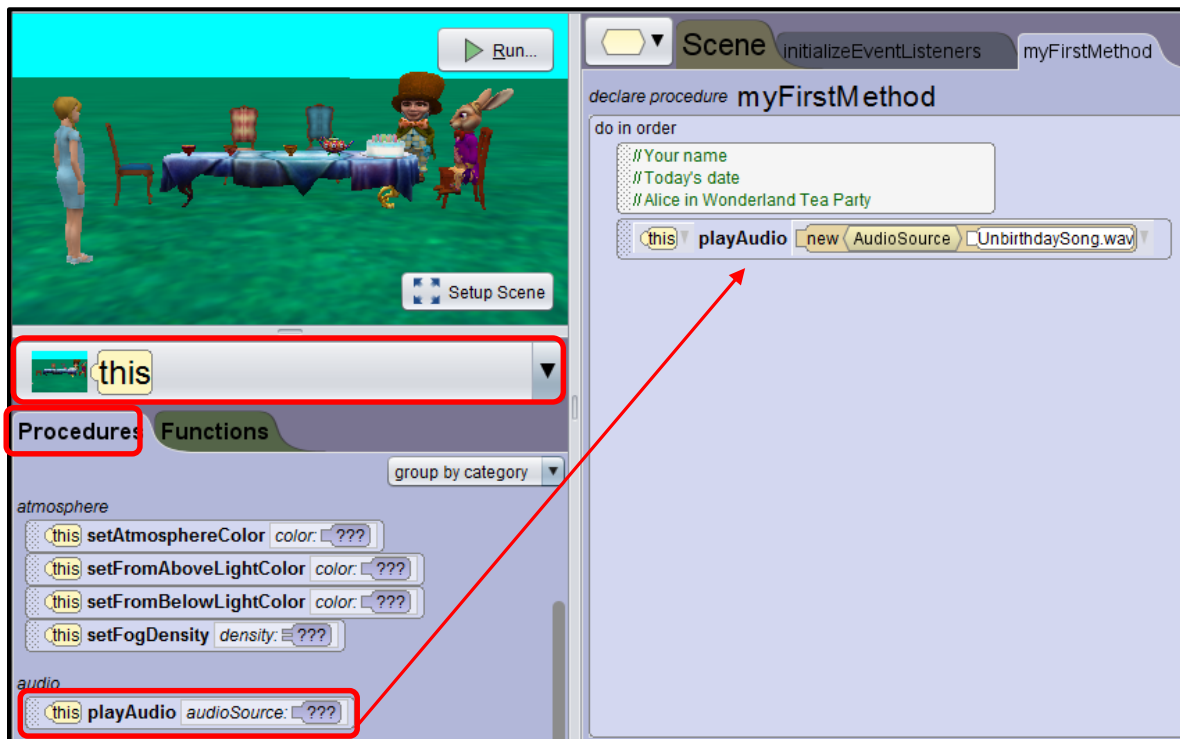 Run...
Setup Scene
this
Procedures Functions
group by category
atmosphere
this setAtmosphereColor color: ???
this setFromAboveLightColor color: ???
this setFromBelowLightColor color: ???
this setFogDensity density: ???
audio
this playAudio audioSource: ???
Scene initializeEventListeners myFirstMethod
declare procedure myFirstMethod
do in order
//Your name
//Today's date
//Alice in Wonderland Tea Party
this playAudio new AudioSource UnbirthdaySong.wav